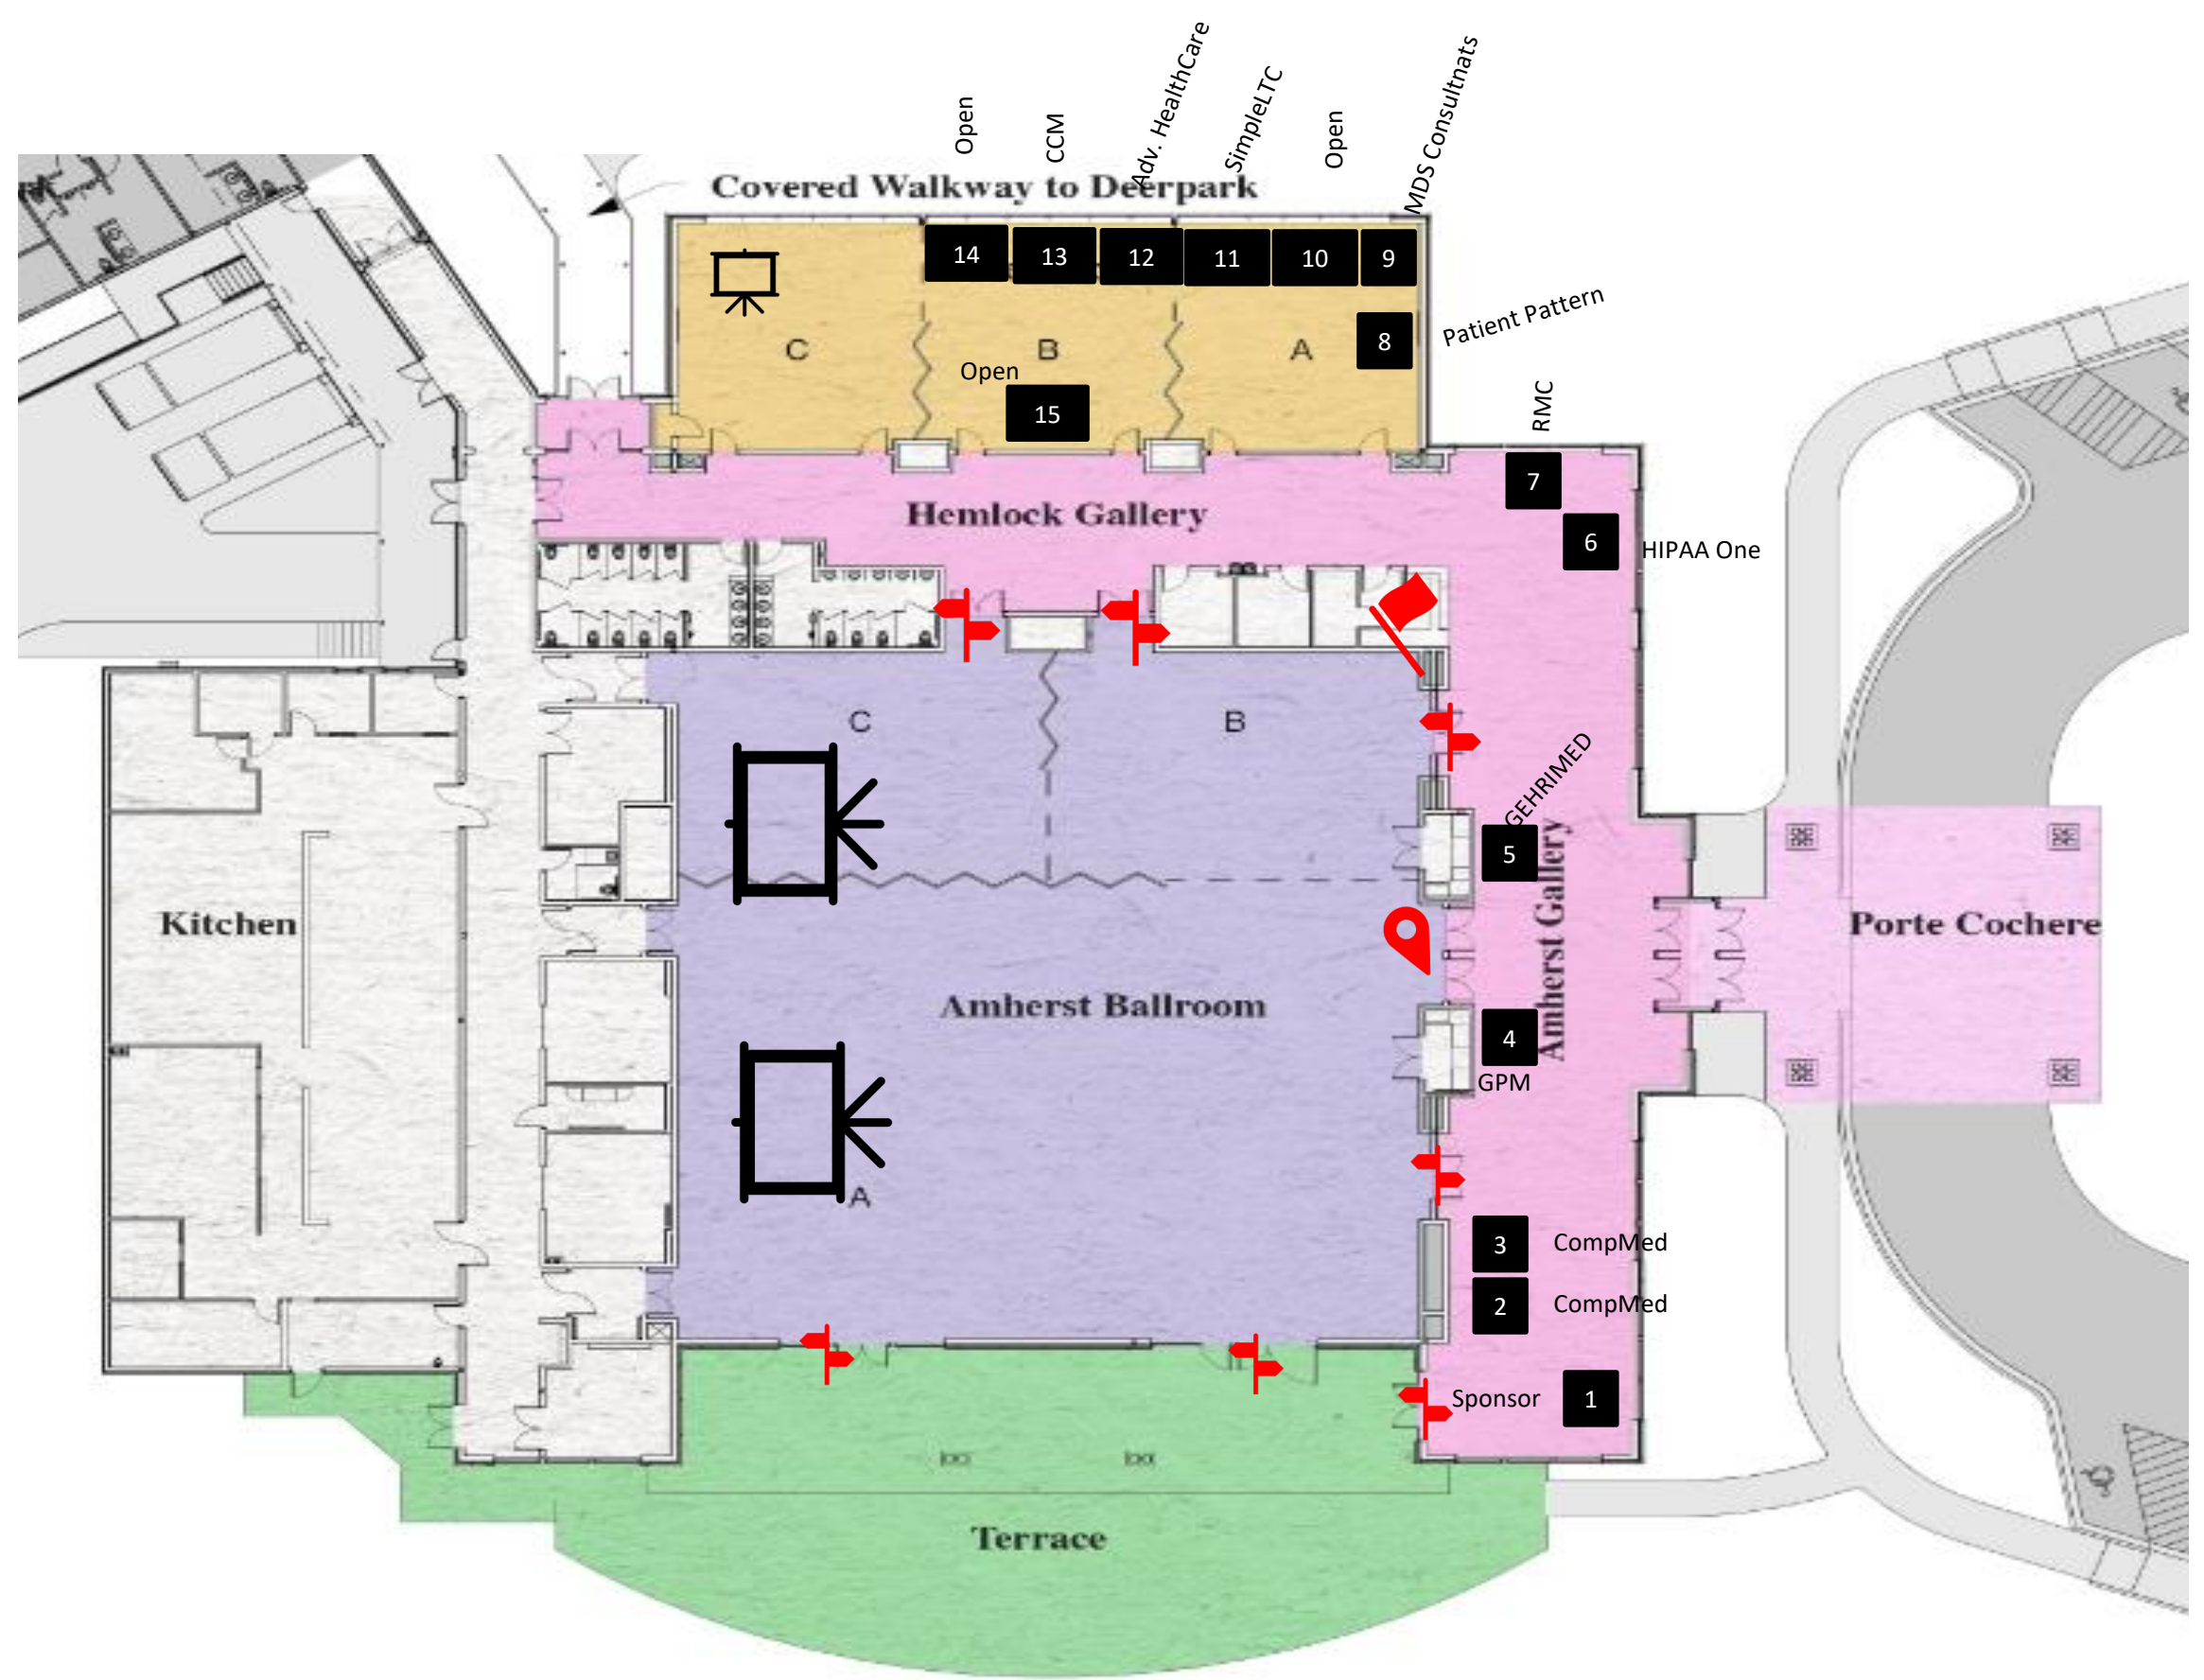 Open
CCM
Adv. HealthCare
SimpleLTC
Open
MDS Consultnats
Covered Walkway to Deerpark
14
13
12
11
10
9
C
B
A
8
Patient Pattern
Open
15
RMC
7
Hemlock Gallery
6
HIPAA One
C
B
GEHRIMED
5
Amherst Gallery
Kitchen
Porte Cochere
Amherst Ballroom
4
GPM
A
3
CompMed
2
CompMed
Sponsor
1
Terrace